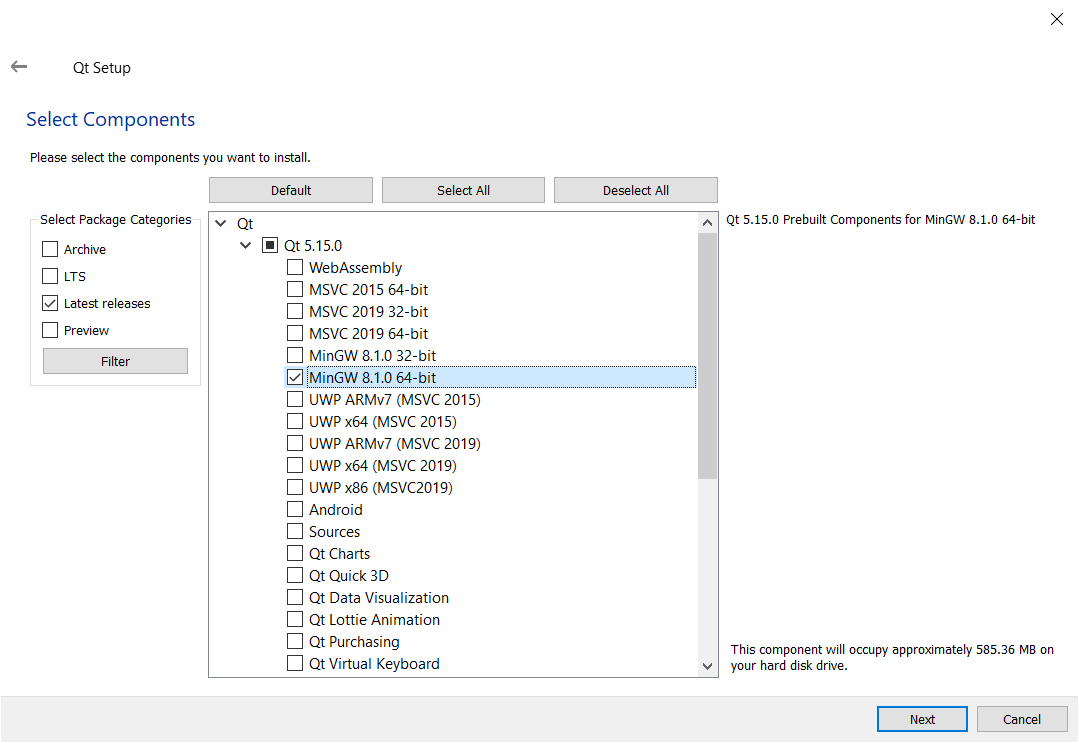 Qt Setup
Select Components
Please select the components you want to install.
Default
Select All
Deselect All
Select Package Categories
Archive
LTS
Latest releases
Preview
Filter
Qt
Qt 5.15.0
WebAssembly
MSVC 2015 64-bit
MSVC 2019 32-bit
MSVC 2019 64-bit
MinGW 8.1.0 32-bit
MinGW 8.1.0 64-bit
UWP ARMv7 (MSVC 2015)
UWP x64 (MSVC 2015)
UWP ARMv7 (MSVC 2019)
UWP x64 (MSVC 2019)
UWP x86 (MSVC2019)
Android
Sources
Qt Charts
Qt Quick 3D
Qt Data Visualization
Qt Lottie Animation
Qt Purchasing
Qt Virtual Keyboard
Qt 5.15.0 Prebuilt Components for MinGW 8.1.0 64-bit
This component will occupy approximately 585.36 MB on
your hard disk drive.
Next
Cancel